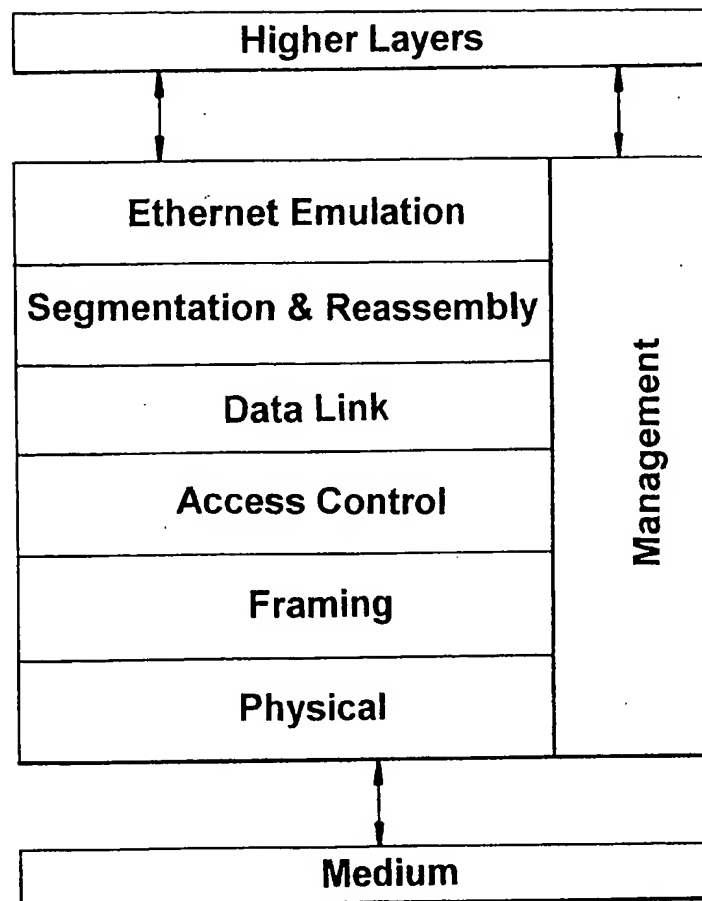 Higher Layers
Ethernet Emulation
Segmentation & Reassembly
Data Link
Access Control
Framing
Physical
Management
Medium